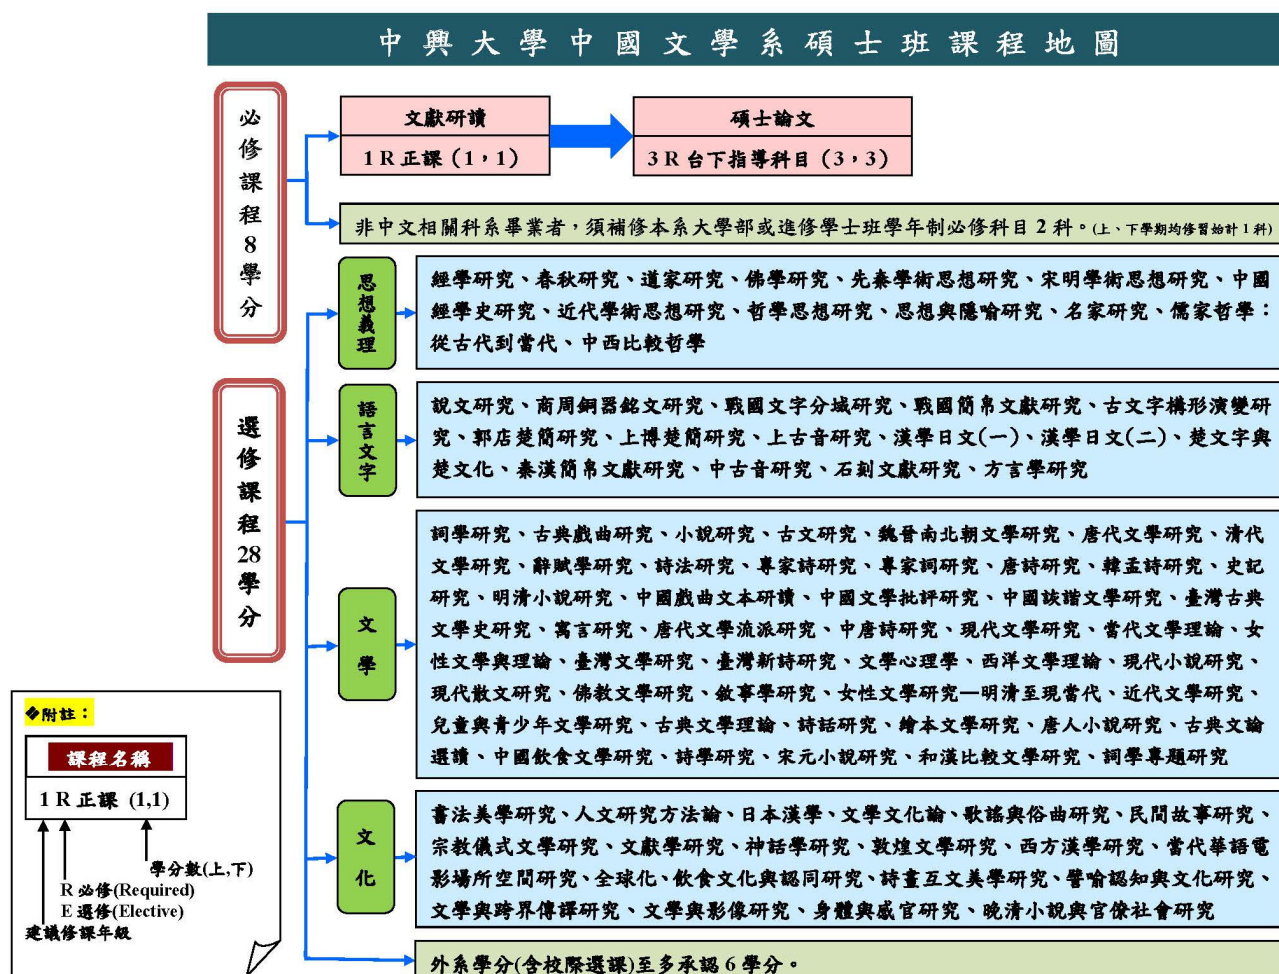 中興大學中國文學系碩士班課程地圖
必修課程8學分
文獻研讀
1 R 正課（1，1）
碩士論文
3 R 台下指導科目（3，3）
非中文相關科系畢業者，須補修本系大學部或進修學士班學年制必修科目 2 科。(上、下學期均修習始計 1 科)
選修課程28學分
思想義理
經學研究、春秋研究、道家研究、佛學研究、先秦學術思想研究、宋明學術思想研究、中國
經學史研究、近代學術思想研究、哲學思想研究、思想與隱喻研究、名家研究、儒家哲學：
從古代到當代、中西比較哲學
語言文字
說文研究、商周銅器銘文研究、戰國文字分域研究、戰國簡帛文獻研究、古文字構形演變研
究、郭店楚簡研究、上博楚簡研究、上古音研究、漢學日文(一)、漢學日文(二)、楚文字與
楚文化、秦漢簡帛文獻研究、中古音研究、石刻文獻研究、方言學研究
文學
詞學研究、古典戲曲研究、小說研究、古文研究、魏晉南北朝文學研究、唐代文學研究、清代
文學研究、辭賦學研究、詩法研究、專家詩研究、專家詞研究、唐詩研究、韓孟詩研究、史記
研究、明清小說研究、中國戲曲文本研讀、中國文學批評研究、中國詼諧文學研究、臺灣古典
文學史研究、寓言研究、唐代文學流派研究、中唐詩研究、現代文學研究、當代文學理論、女
性文學與理論、臺灣文學研究、臺灣新詩研究、文學心理學、西洋文學理論、現代小說研究、
現代散文研究、佛教文學研究、敘事學研究、女性文學研究—明清至現當代、近代文學研究、
兒童與青少年文學研究、古典文學理論、詩話研究、繪本文學研究、唐人小說研究、古典文論
選讀、中國飲食文學研究、詩學研究、宋元小說研究、和漢比較文學研究、詞學專題研究
文化
書法美學研究、人文研究方法論、日本漢學、文學文化論、歌謠與俗曲研究、民間故事研究、
宗教儀式文學研究、文獻學研究、神話學研究、敦煌文學研究、西方漢學研究、當代華語電
影場所空間研究、全球化、飲食文化與認同研究、詩畫互文美學研究、譬喻認知與文化研究、
文學與跨界傳譯研究、文學與影像研究、身體與感官研究、晚清小說與官僚社會研究
外系學分(含校際選課)至多承認 6 學分。
◆附註：
課程名稱
1 R 正課 (1,1)
學分數(上,下)
R 必修(Required)
E 選修(Elective)
建議修課年級